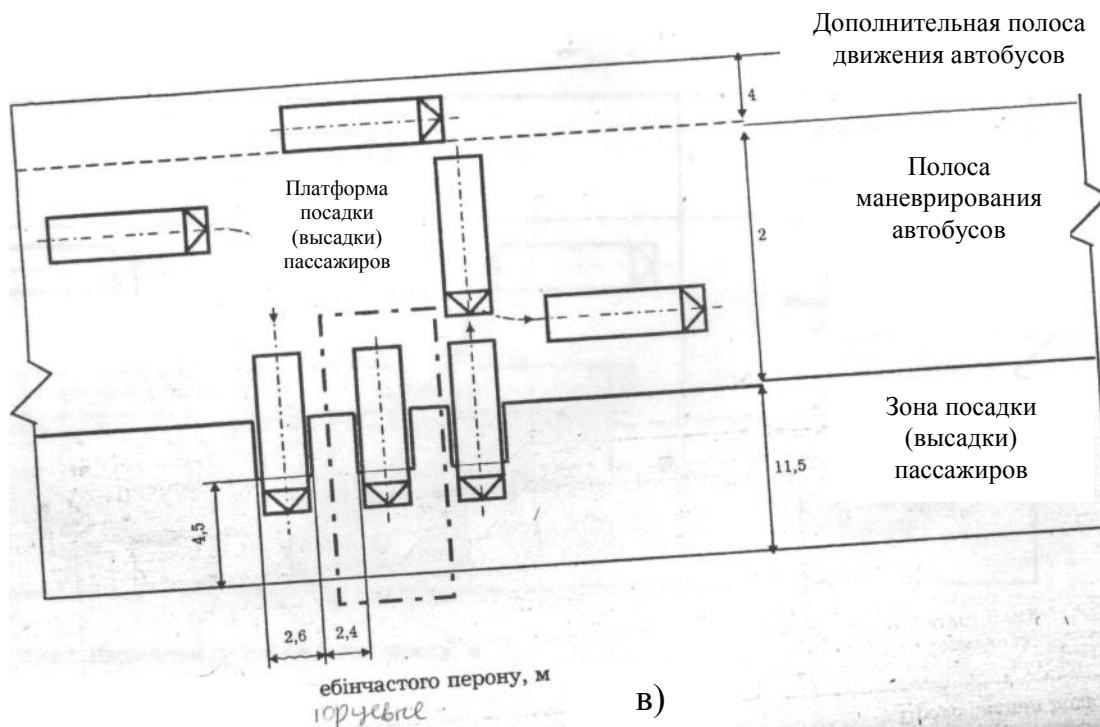 Дополнительная полоса
движения автобусов
4
Платформа
посадки
(высадки)
пассажиров
Полоса
маневрирования
автобусов
2
Зона посадки
(высадки)
пассажиров
11,5
4,5
2,6
2,4
ебінчастого перону, м
торцевые
в)